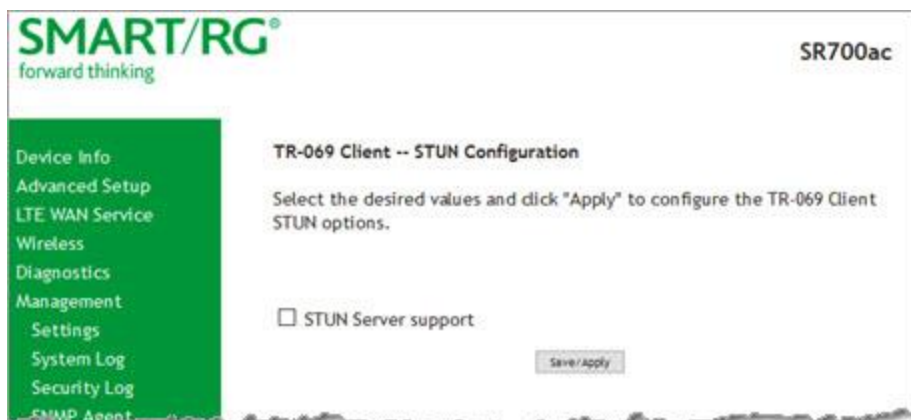 SMART/RG®
forward thinking
SR700ac
Device Info
Advanced Setup
LTE WAN Service
Wireless
Diagnostics
Management
Settings
System Log
Security Log
SNMP Agent
TR-069 Client -- STUN Configuration
Select the desired values and click "Apply" to configure the TR-069 Client
STUN options.
STUN Server support
Save/Apply